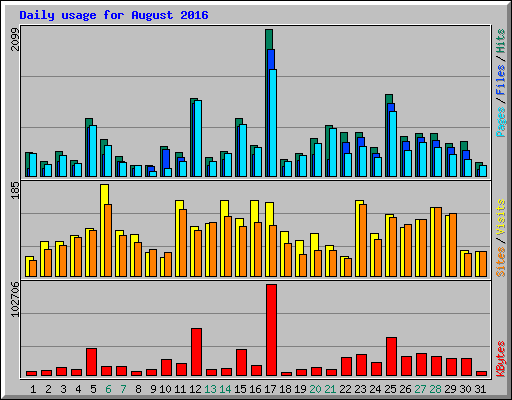 Daily usage for August 2016
2099
Pages / Files / Hits
185
Sites / Visits
102706
KBytes
1 2 3 4 5 6 7 8 9 10 11 12 13 14 15 16 17 18 19 20 21 22 23 24 25 26 27 28 29 30 31